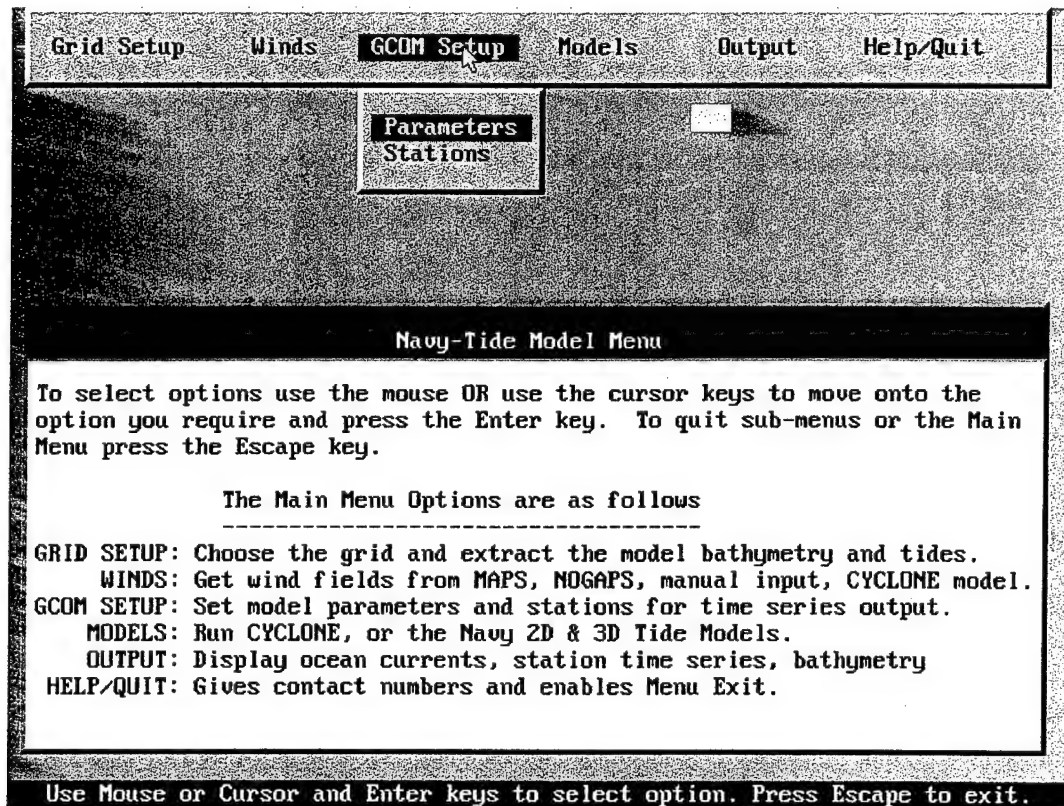 Grid Setup Winds GCOM Setup Models Output Help/Quit
Parameters
Stations
Navy-Tide Model Menu
To select options use the mouse OR use the cursor keys to move onto the
option you require and press the Enter key. To quit sub-menus or the Main
Menu press the Escape key.
The Main Menu Options are as follows
------------------------------------
GRID SETUP: Choose the grid and extract the model bathymetry and tides.
WINDS: Get wind fields from MAPS, NOGAPS, manual input, CYCLONE model.
GCOM SETUP: Set model parameters and stations for time series output.
MODELS: Run CYCLONE, or the Navy 2D & 3D Tide Models.
OUTPUT: Display ocean currents, station time series, bathymetry
HELP/QUIT: Gives contact numbers and enables Menu Exit.
Use Mouse or Cursor and Enter keys to select option. Press Escape to exit.